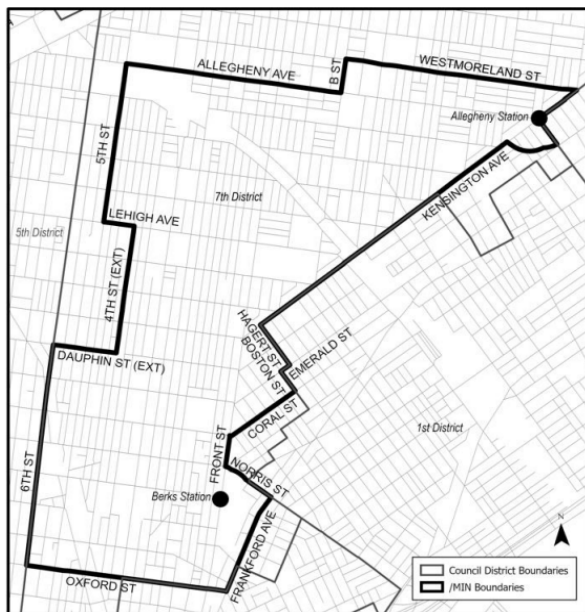 WESTMORELAND ST
ALLEGHENY AVE
B ST
Allegheny Station
5TH ST
KENSINGTON AVE
7th District
LEHIGH AVE
5th District
4TH ST (EXT)
HAGERT ST
BOSTON ST
EMERALD ST
DAUPHIN ST (EXT)
CORAL ST
1st District
FRONT ST
NORRIS ST
6TH ST
Berks Station
FRANKFORD AVE
OXFORD ST
N
Council District Boundaries
/MIN Boundaries